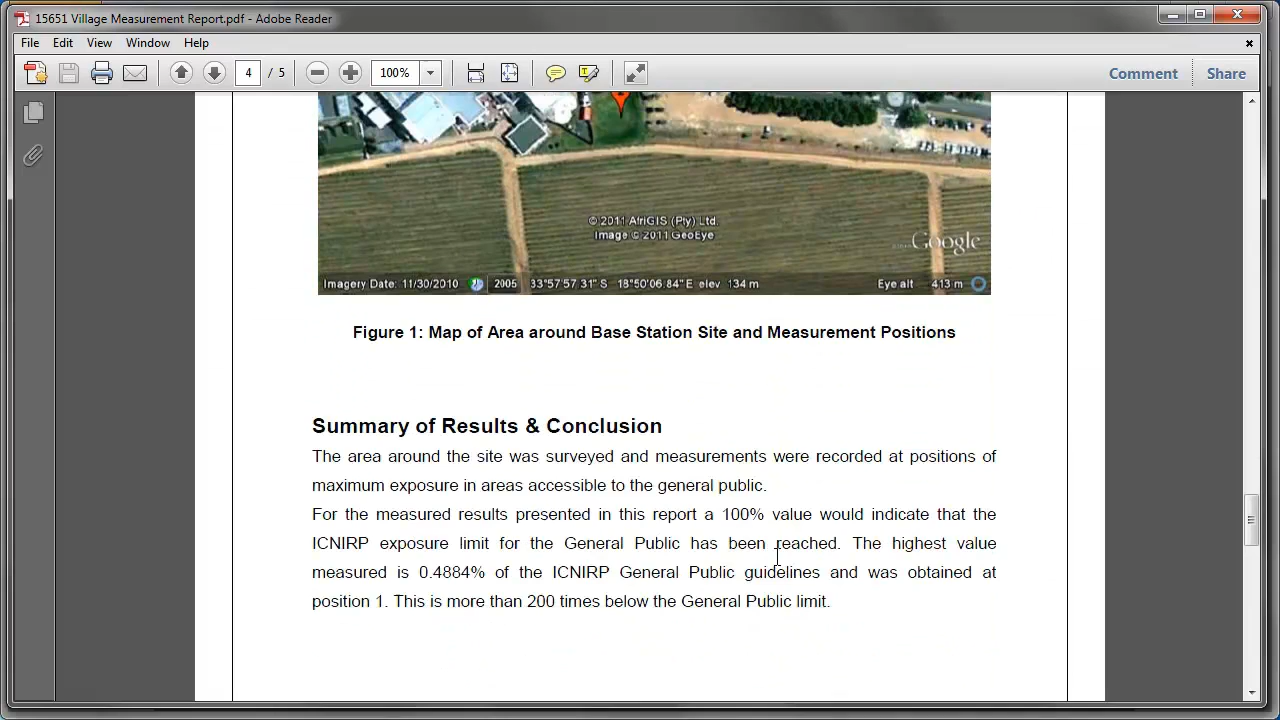 15651 Village Measurement Report.pdf - Adobe Reader
File Edit View Window Help
4 / 5 100% Comment Share
© 2011 AfriGIS (Pty) Ltd.
Image © 2011 GeoEye
Google
Imagery Date: 11/30/2010 2005 33°57'57.31" S 18°50'06.84" E elev 134 m Eye alt 413 m
Figure 1: Map of Area around Base Station Site and Measurement Positions
Summary of Results & Conclusion
The area around the site was surveyed and measurements were recorded at positions of
maximum exposure in areas accessible to the general public.
For the measured results presented in this report a 100% value would indicate that the
ICNIRP exposure limit for the General Public has been reached. The highest value
measured is 0.4884% of the ICNIRP General Public guidelines and was obtained at
position 1. This is more than 200 times below the General Public limit.